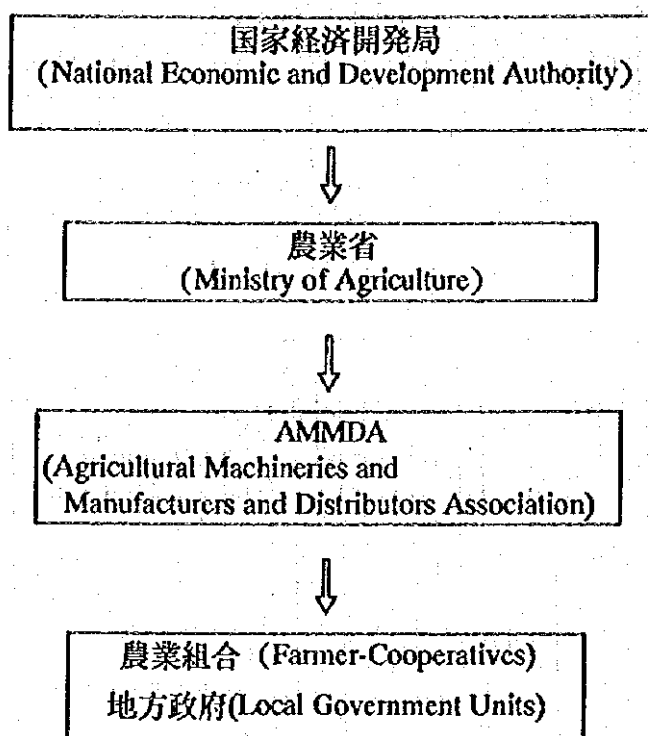 国家経済開発局
(National Economic and Development Authority)
農業省
(Ministry of Agriculture)
AMMDA
(Agricultural Machineries and
Manufacturers and Distributors Association)
農業組合 (Farmer-Cooperatives)
地方政府(Local Government Units)